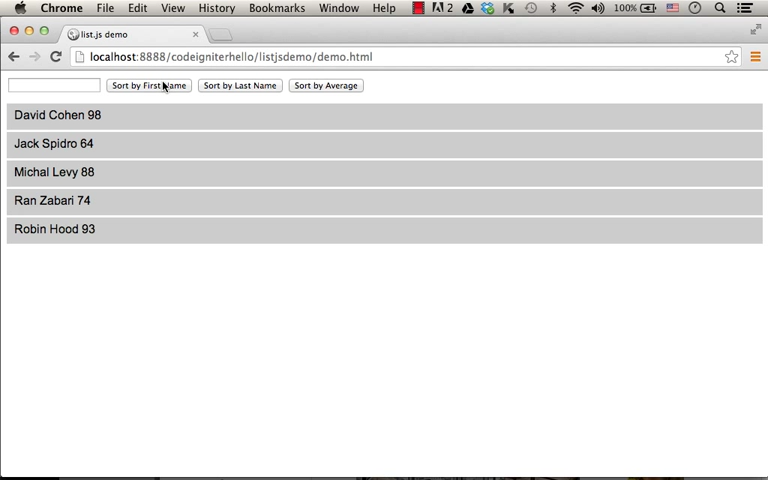 Chrome File Edit View History Bookmarks Window Help 2 100%
list.js demo
localhost:8888/codeigniterhello/listjsdemo/demo.html
Sort by First Name Sort by Last Name Sort by Average
David Cohen 98
Jack Spidro 64
Michal Levy 88
Ran Zabari 74
Robin Hood 93